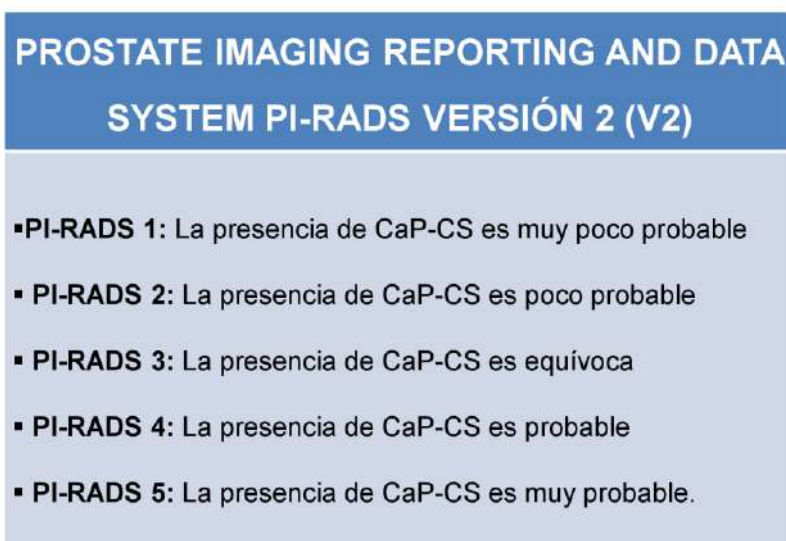 PROSTATE IMAGING REPORTING AND DATA
SYSTEM PI-RADS VERSIÓN 2 (V2)
▪PI-RADS 1: La presencia de CaP-CS es muy poco probable
▪ PI-RADS 2: La presencia de CaP-CS es poco probable
▪ PI-RADS 3: La presencia de CaP-CS es equívoca
▪ PI-RADS 4: La presencia de CaP-CS es probable
▪ PI-RADS 5: La presencia de CaP-CS es muy probable.